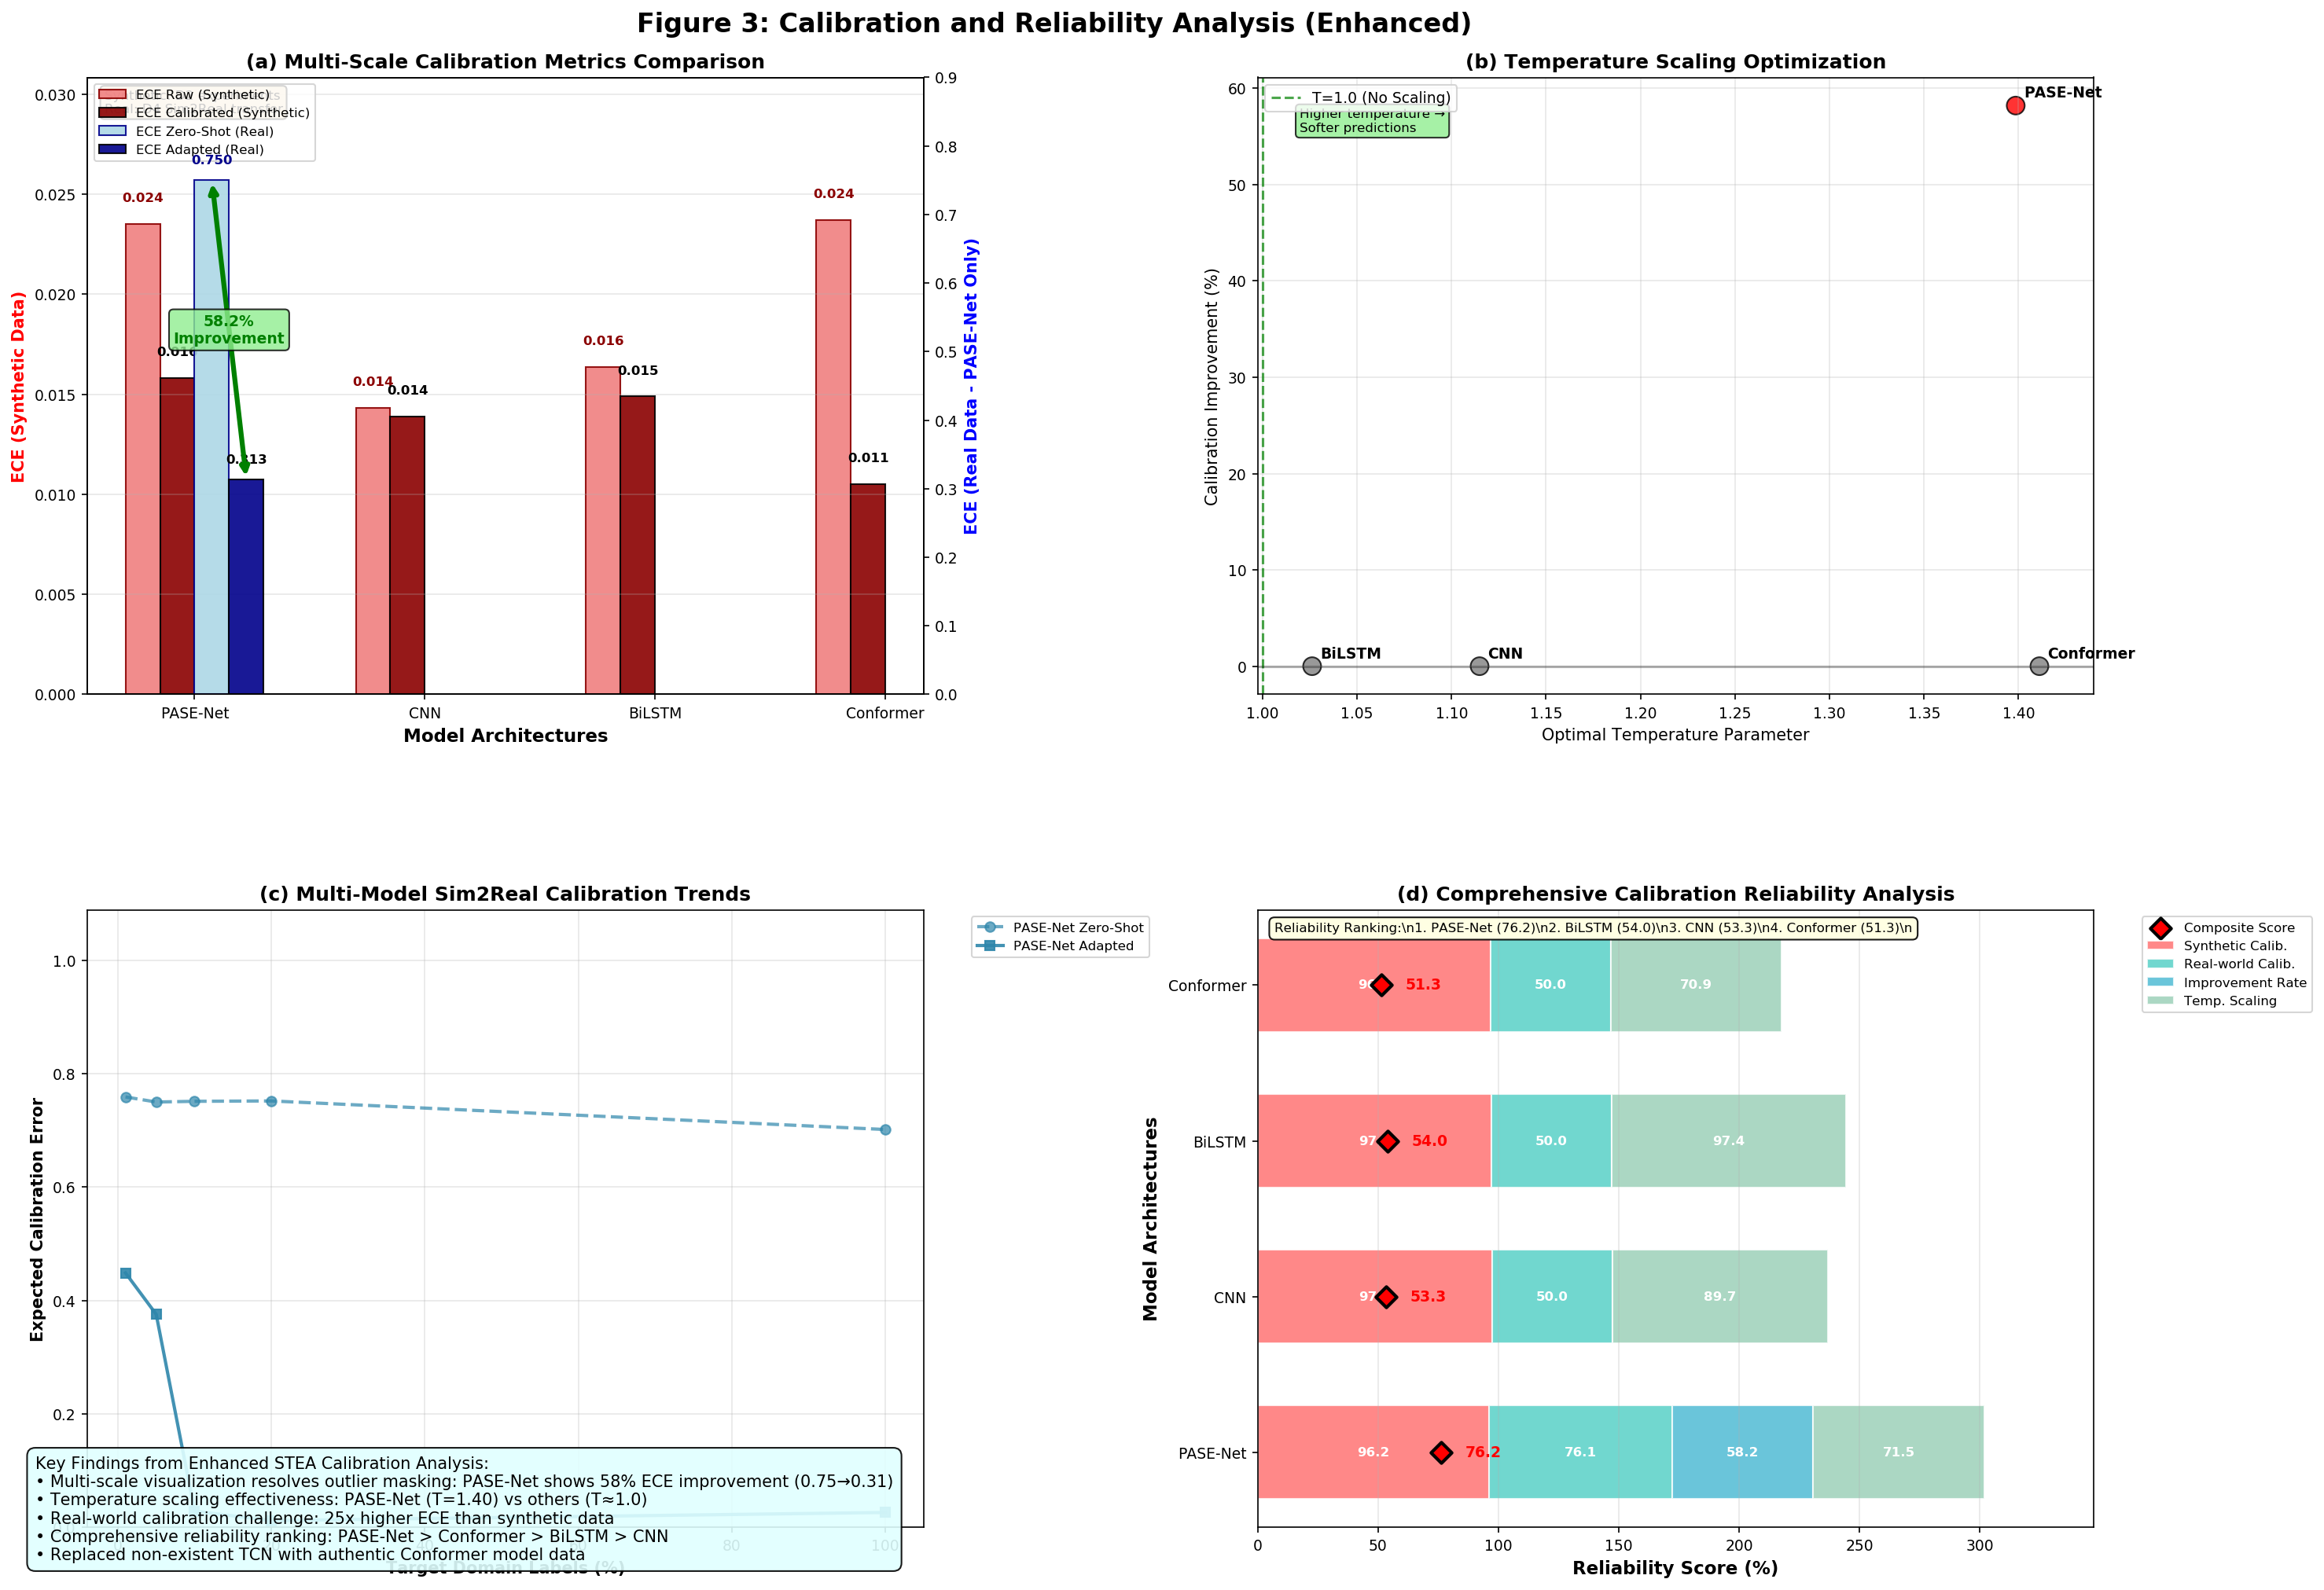 Figure 3: Calibration and Reliability Analysis (Enhanced)
(a) Multi-Scale Calibration Metrics Comparison
ECE Raw (Synthetic)
ECE Calibrated (Synthetic)
ECE Zero-Shot (Real)
ECE Adapted (Real)
0.030
0.025
0.020
0.015
0.010
0.005
0.000
ECE (Synthetic Data)
0.9
0.8
0.7
0.6
0.5
0.4
0.3
0.2
0.1
0.0
ECE (Real Data - PASE-Net Only)
0.024
0.016
0.750
0.313
58.2%
Improvement
0.014
0.014
0.016
0.015
0.024
0.011
PASE-Net
CNN
BiLSTM
Conformer
Model Architectures
(b) Temperature Scaling Optimization
T=1.0 (No Scaling)
Higher temperature →
Softer predictions
60
50
40
30
20
10
0
Calibration Improvement (%)
PASE-Net
BiLSTM
CNN
Conformer
1.00
1.05
1.10
1.15
1.20
1.25
1.30
1.35
1.40
Optimal Temperature Parameter
(c) Multi-Model Sim2Real Calibration Trends
PASE-Net Zero-Shot
PASE-Net Adapted
1.0
0.8
0.6
0.4
0.2
Expected Calibration Error
80
100
Target Domain Labels (%)
Key Findings from Enhanced STEA Calibration Analysis:
• Multi-scale visualization resolves outlier masking: PASE-Net shows 58% ECE improvement (0.75→0.31)
• Temperature scaling effectiveness: PASE-Net (T=1.40) vs others (T≈1.0)
• Real-world calibration challenge: 25x higher ECE than synthetic data
• Comprehensive reliability ranking: PASE-Net > Conformer > BiLSTM > CNN
• Replaced non-existent TCN with authentic Conformer model data
(d) Comprehensive Calibration Reliability Analysis
Reliability Ranking:\n1. PASE-Net (76.2)\n2. BiLSTM (54.0)\n3. CNN (53.3)\n4. Conformer (51.3)\n
Composite Score
Synthetic Calib.
Real-world Calib.
Improvement Rate
Temp. Scaling
Model Architectures
Conformer
51.3
50.0
70.9
BiLSTM
54.0
50.0
97.4
CNN
53.3
50.0
89.7
PASE-Net
96.2
76.2
76.1
58.2
71.5
0
50
100
150
200
250
300
Reliability Score (%)